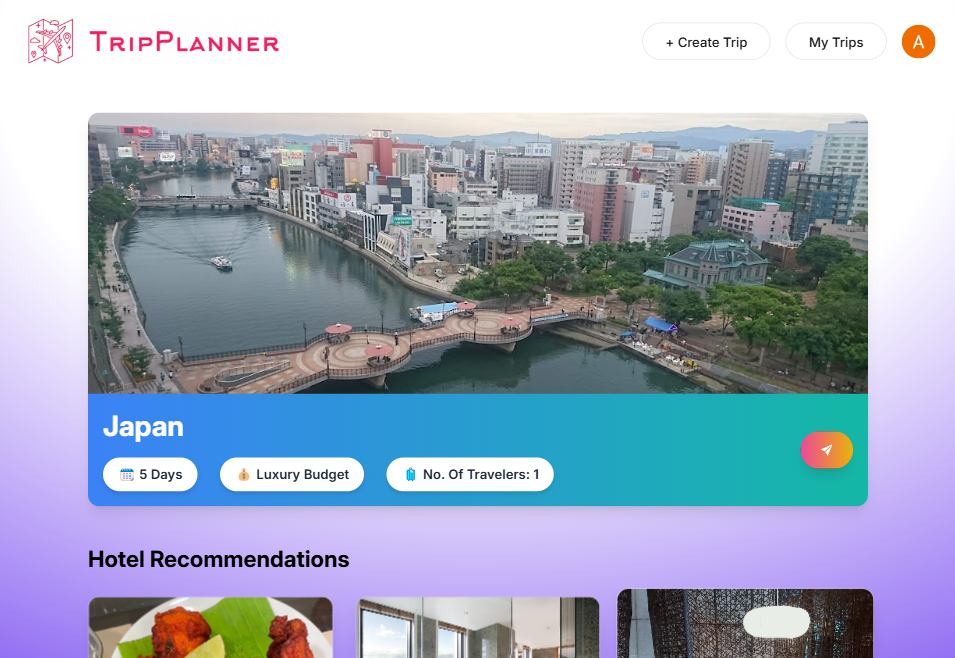 TRIPPLANNER
+ Create Trip
My Trips
A
Japan
5 Days
Luxury Budget
No. Of Travelers: 1
Hotel Recommendations